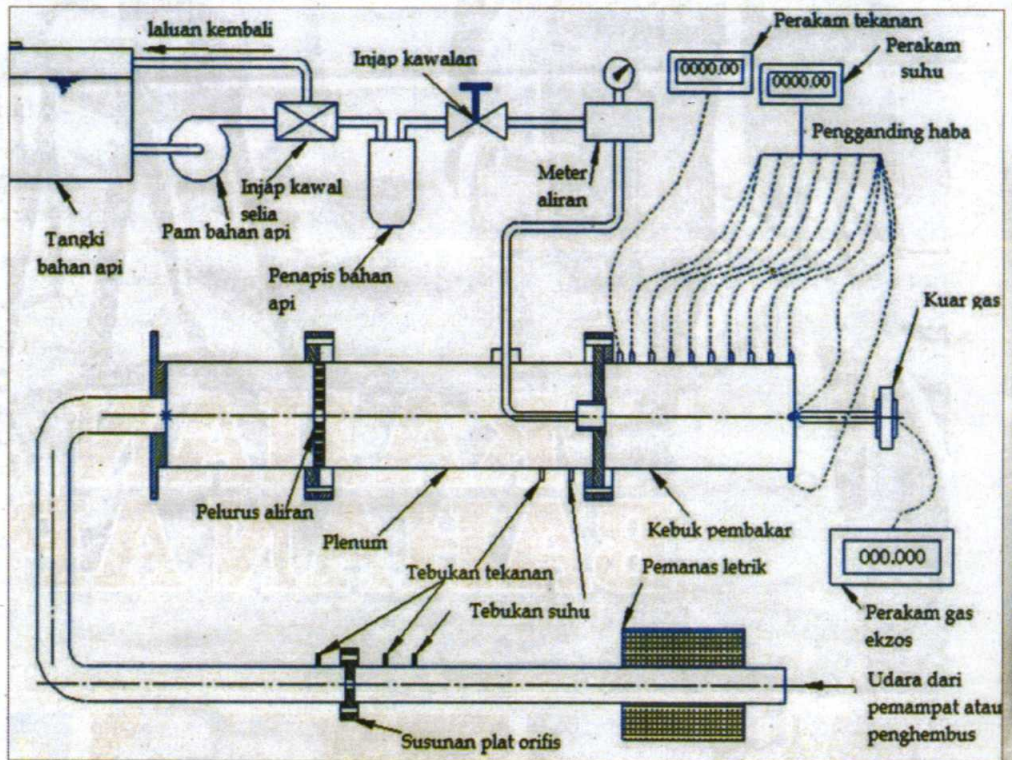 laluan kembali
Injap kawalan
Perakam tekanan
Perakam
suhu
0000.00
0000.00
Pengganding haba
Meter
aliran
Injap kawal
selia
Pam bahan api
Tangki
bahan api
Penapis bahan
api
Kuar gas
Pelurus aliran
Plenum
Kebuk pembakar
Tebukan tekanan
Pemanas letrik
000.000
Tebukan suhu
Perakam gas
ekzos
Udara dari
pemampat atau
penghembus
Susunan plat orifis